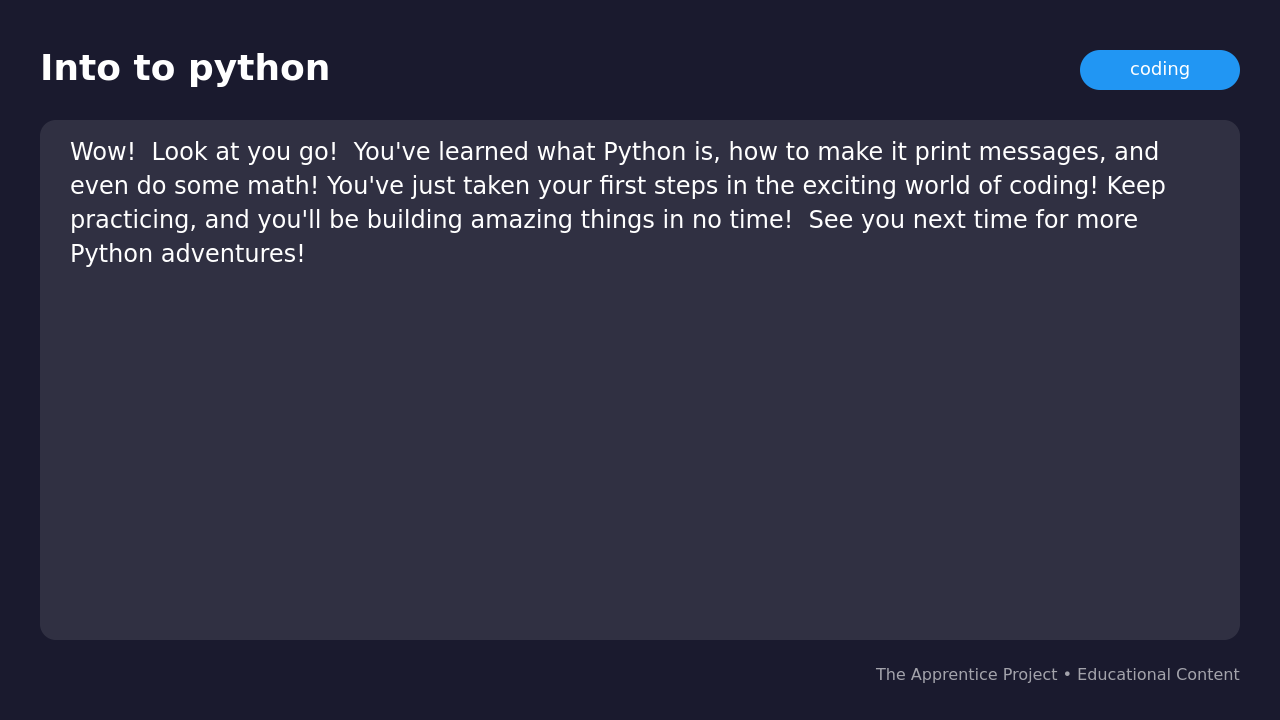 Into to python
coding
Wow!  Look at you go!  You've learned what Python is, how to make it print messages, and
even do some math! You've just taken your first steps in the exciting world of coding! Keep
practicing, and you'll be building amazing things in no time!  See you next time for more
Python adventures!
The Apprentice Project • Educational Content